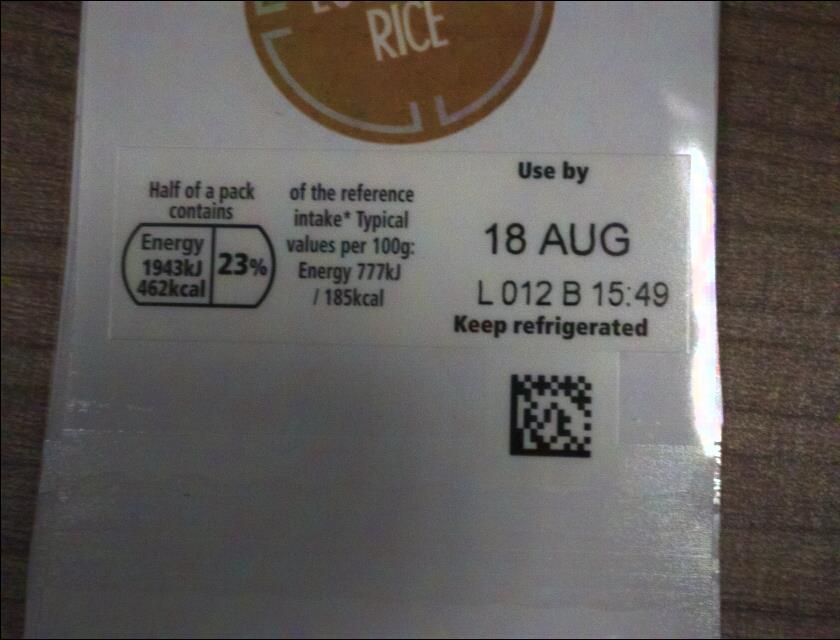 RICE
Half of a pack
contains
Energy
1943kJ
462kcal
23%
of the reference
intake* Typical
values per 100g:
Energy 777kJ
/ 185kcal
Use by
18 AUG
L 012 B 15:49
Keep refrigerated